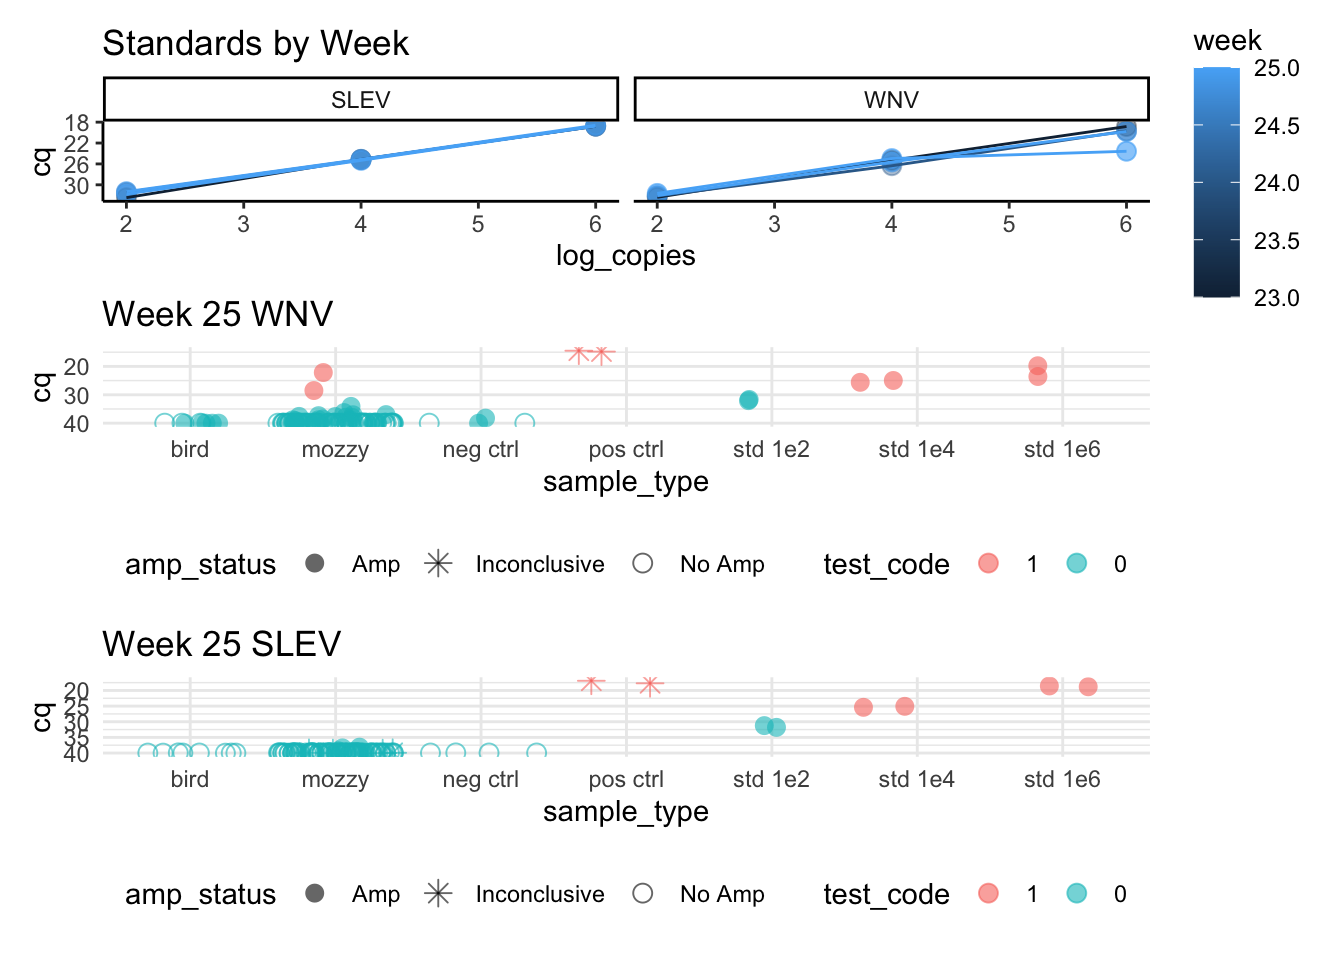 Standards by Week
SLEV
WNV
cq
18
22
26
30
2 3 4 5 6
2 3 4 5 6
log_copies
week
25.0
24.5
24.0
23.5
23.0
Week 25 WNV
cq
20
30
40
bird mozzy neg ctrl pos ctrl std 1e2 std 1e4 std 1e6
sample_type
amp_status Amp Inconclusive No Amp test_code 1 0
Week 25 SLEV
cq
20
25
30
35
40
bird mozzy neg ctrl pos ctrl std 1e2 std 1e4 std 1e6
sample_type
amp_status Amp Inconclusive No Amp test_code 1 0